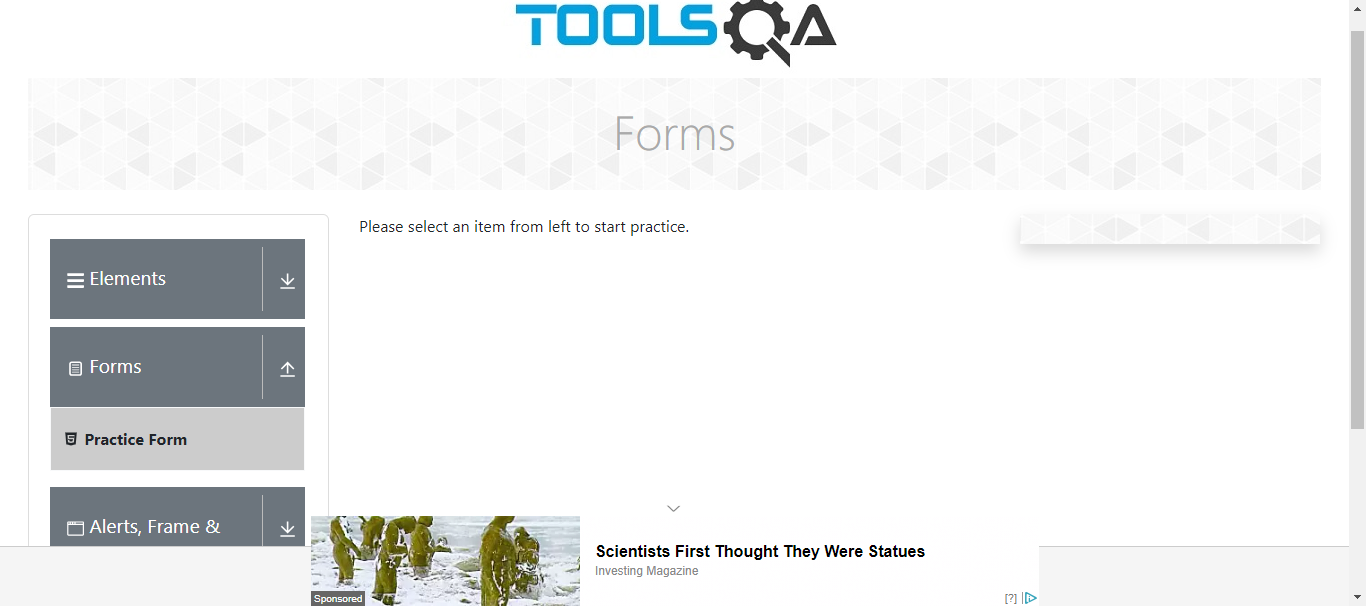 TOOLSQA
Forms
Please select an item from left to start practice.
Elements
Forms
Practice Form
Alerts, Frame &
Scientists First Thought They Were Statues
Investing Magazine
Sponsored
[?]